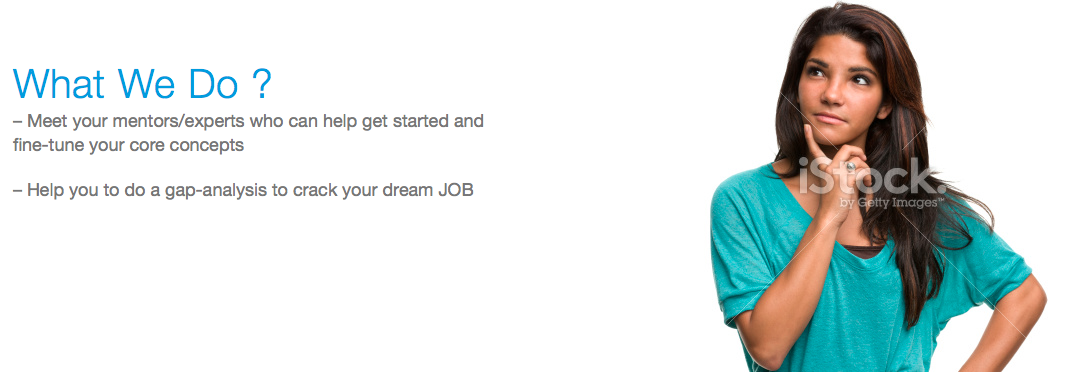 What We Do ?
– Meet your mentors/experts who can help get started and
fine-tune your core concepts
– Help you to do a gap-analysis to crack your dream JOB
iStock.
by Getty Images™